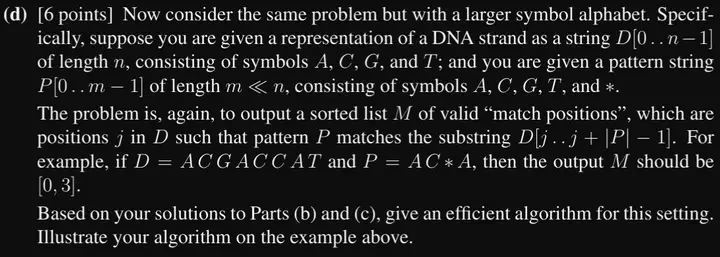 (d) [6 points] Now consider the same problem but with a larger symbol alphabet. Specif-
ically, suppose you are given a representation of a DNA strand as a string D[0 . . n−1]
of length n, consisting of symbols A, C, G, and T; and you are given a pattern string
P[0 . . m − 1] of length m ≪ n, consisting of symbols A, C, G, T, and ∗.
The problem is, again, to output a sorted list M of valid “match positions”, which are
positions j in D such that pattern P matches the substring D[j . . j + |P| − 1]. For
example, if D = A C G A C C A T and P = A C ∗ A, then the output M should be
[0, 3].
Based on your solutions to Parts (b) and (c), give an efficient algorithm for this setting.
Illustrate your algorithm on the example above.